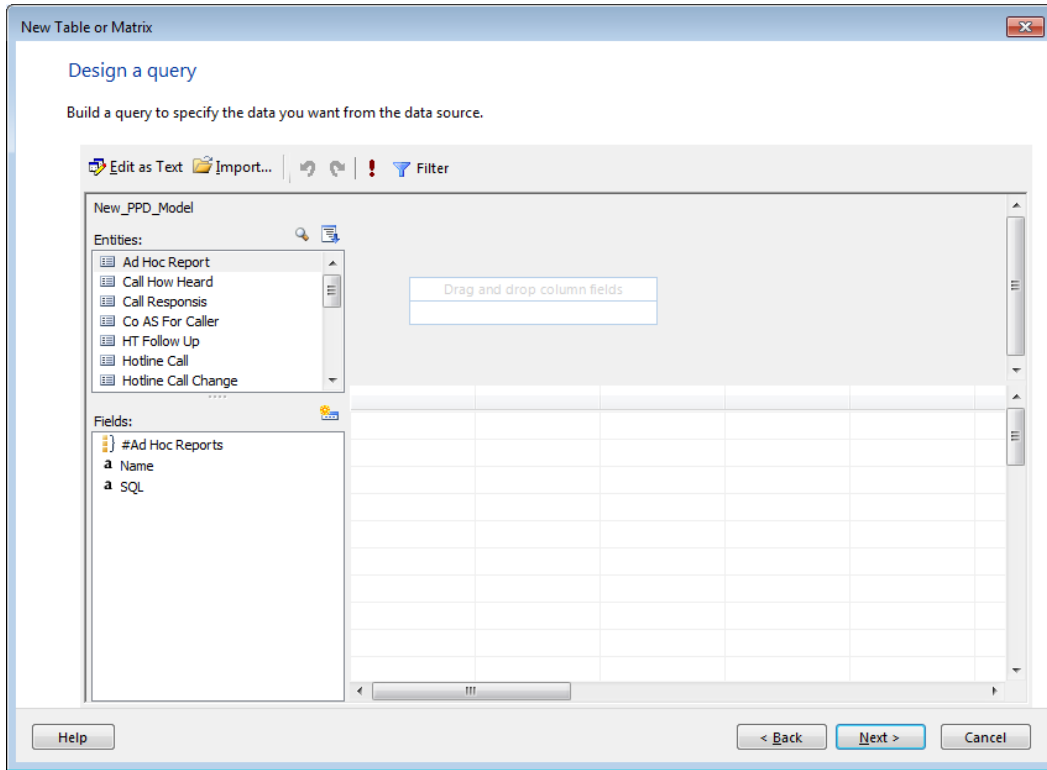 New Table or Matrix
Design a query
Build a query to specify the data you want from the data source.
Edit as Text Import... Filter
New_PPD_Model
Entities:
Ad Hoc Report
Call How Heard
Call Responsis
Co AS For Caller
HT Follow Up
Hotline Call
Hotline Call Change
Drag and drop column fields
Fields:
#Ad Hoc Reports
a Name
a SQL
Help < Back Next > Cancel